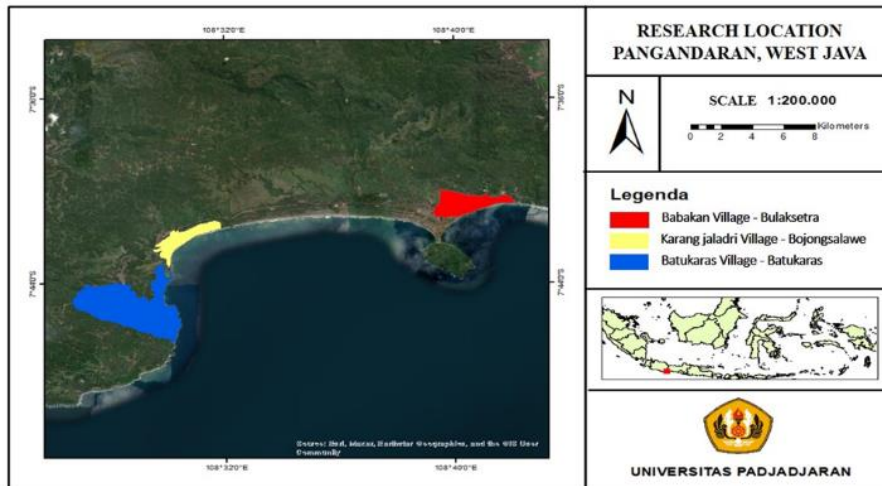 108°32'0"E 108°40'0"E
7°36'0"S 7°36'0"S
7°44'0"S 7°44'0"S
108°32'0"E 108°40'0"E
Community
RESEARCH LOCATION
PANGANDARAN, WEST JAVA
N
SCALE 1:200.000
0 1 2 4 6 8 Kilometers
Legenda
Babakan Village - Bulaksetra
Karang jaladri Village - Bojongsalawe
Batukaras Village - Batukaras
UNIVERSITAS PADJADJARAN